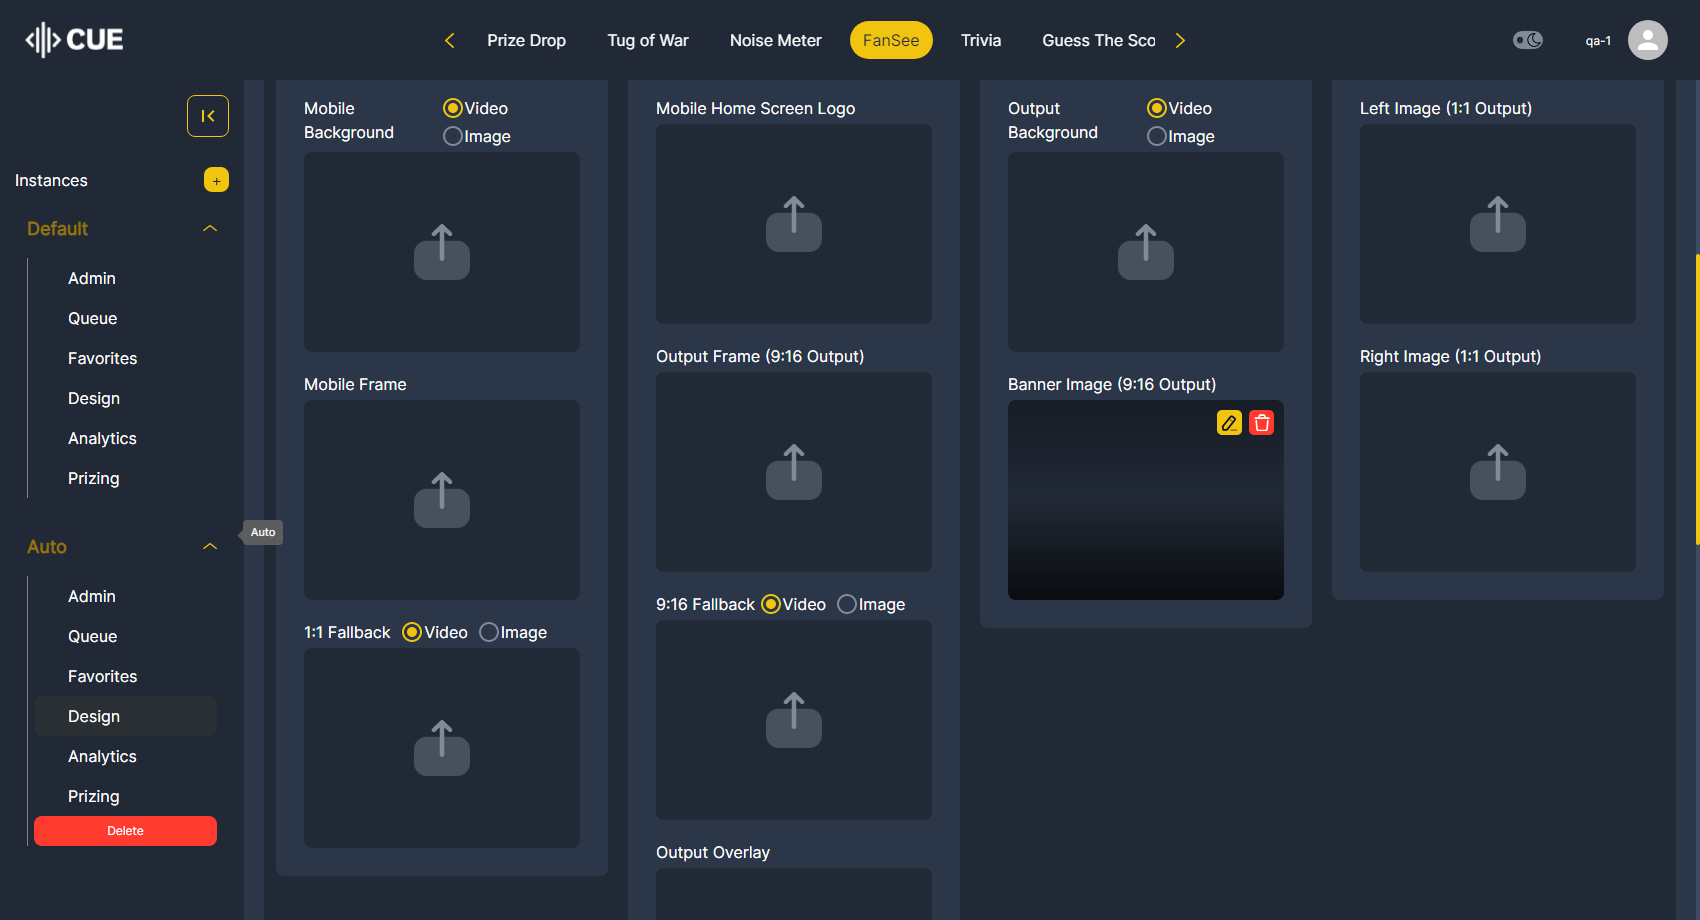 CUE
Prize Drop
Tug of War
Noise Meter
FanSee
Trivia
Guess The Sco
qa-1
Instances
+
Default
Admin
Queue
Favorites
Design
Analytics
Prizing
Auto
Auto
Admin
Queue
Favorites
Design
Analytics
Prizing
Delete
Mobile
Background
Video
Image
Mobile Frame
1:1 Fallback Video Image
Mobile Home Screen Logo
Output Frame (9:16 Output)
9:16 Fallback Video Image
Output Overlay
Output
Background
Video
Image
Banner Image (9:16 Output)
Left Image (1:1 Output)
Right Image (1:1 Output)